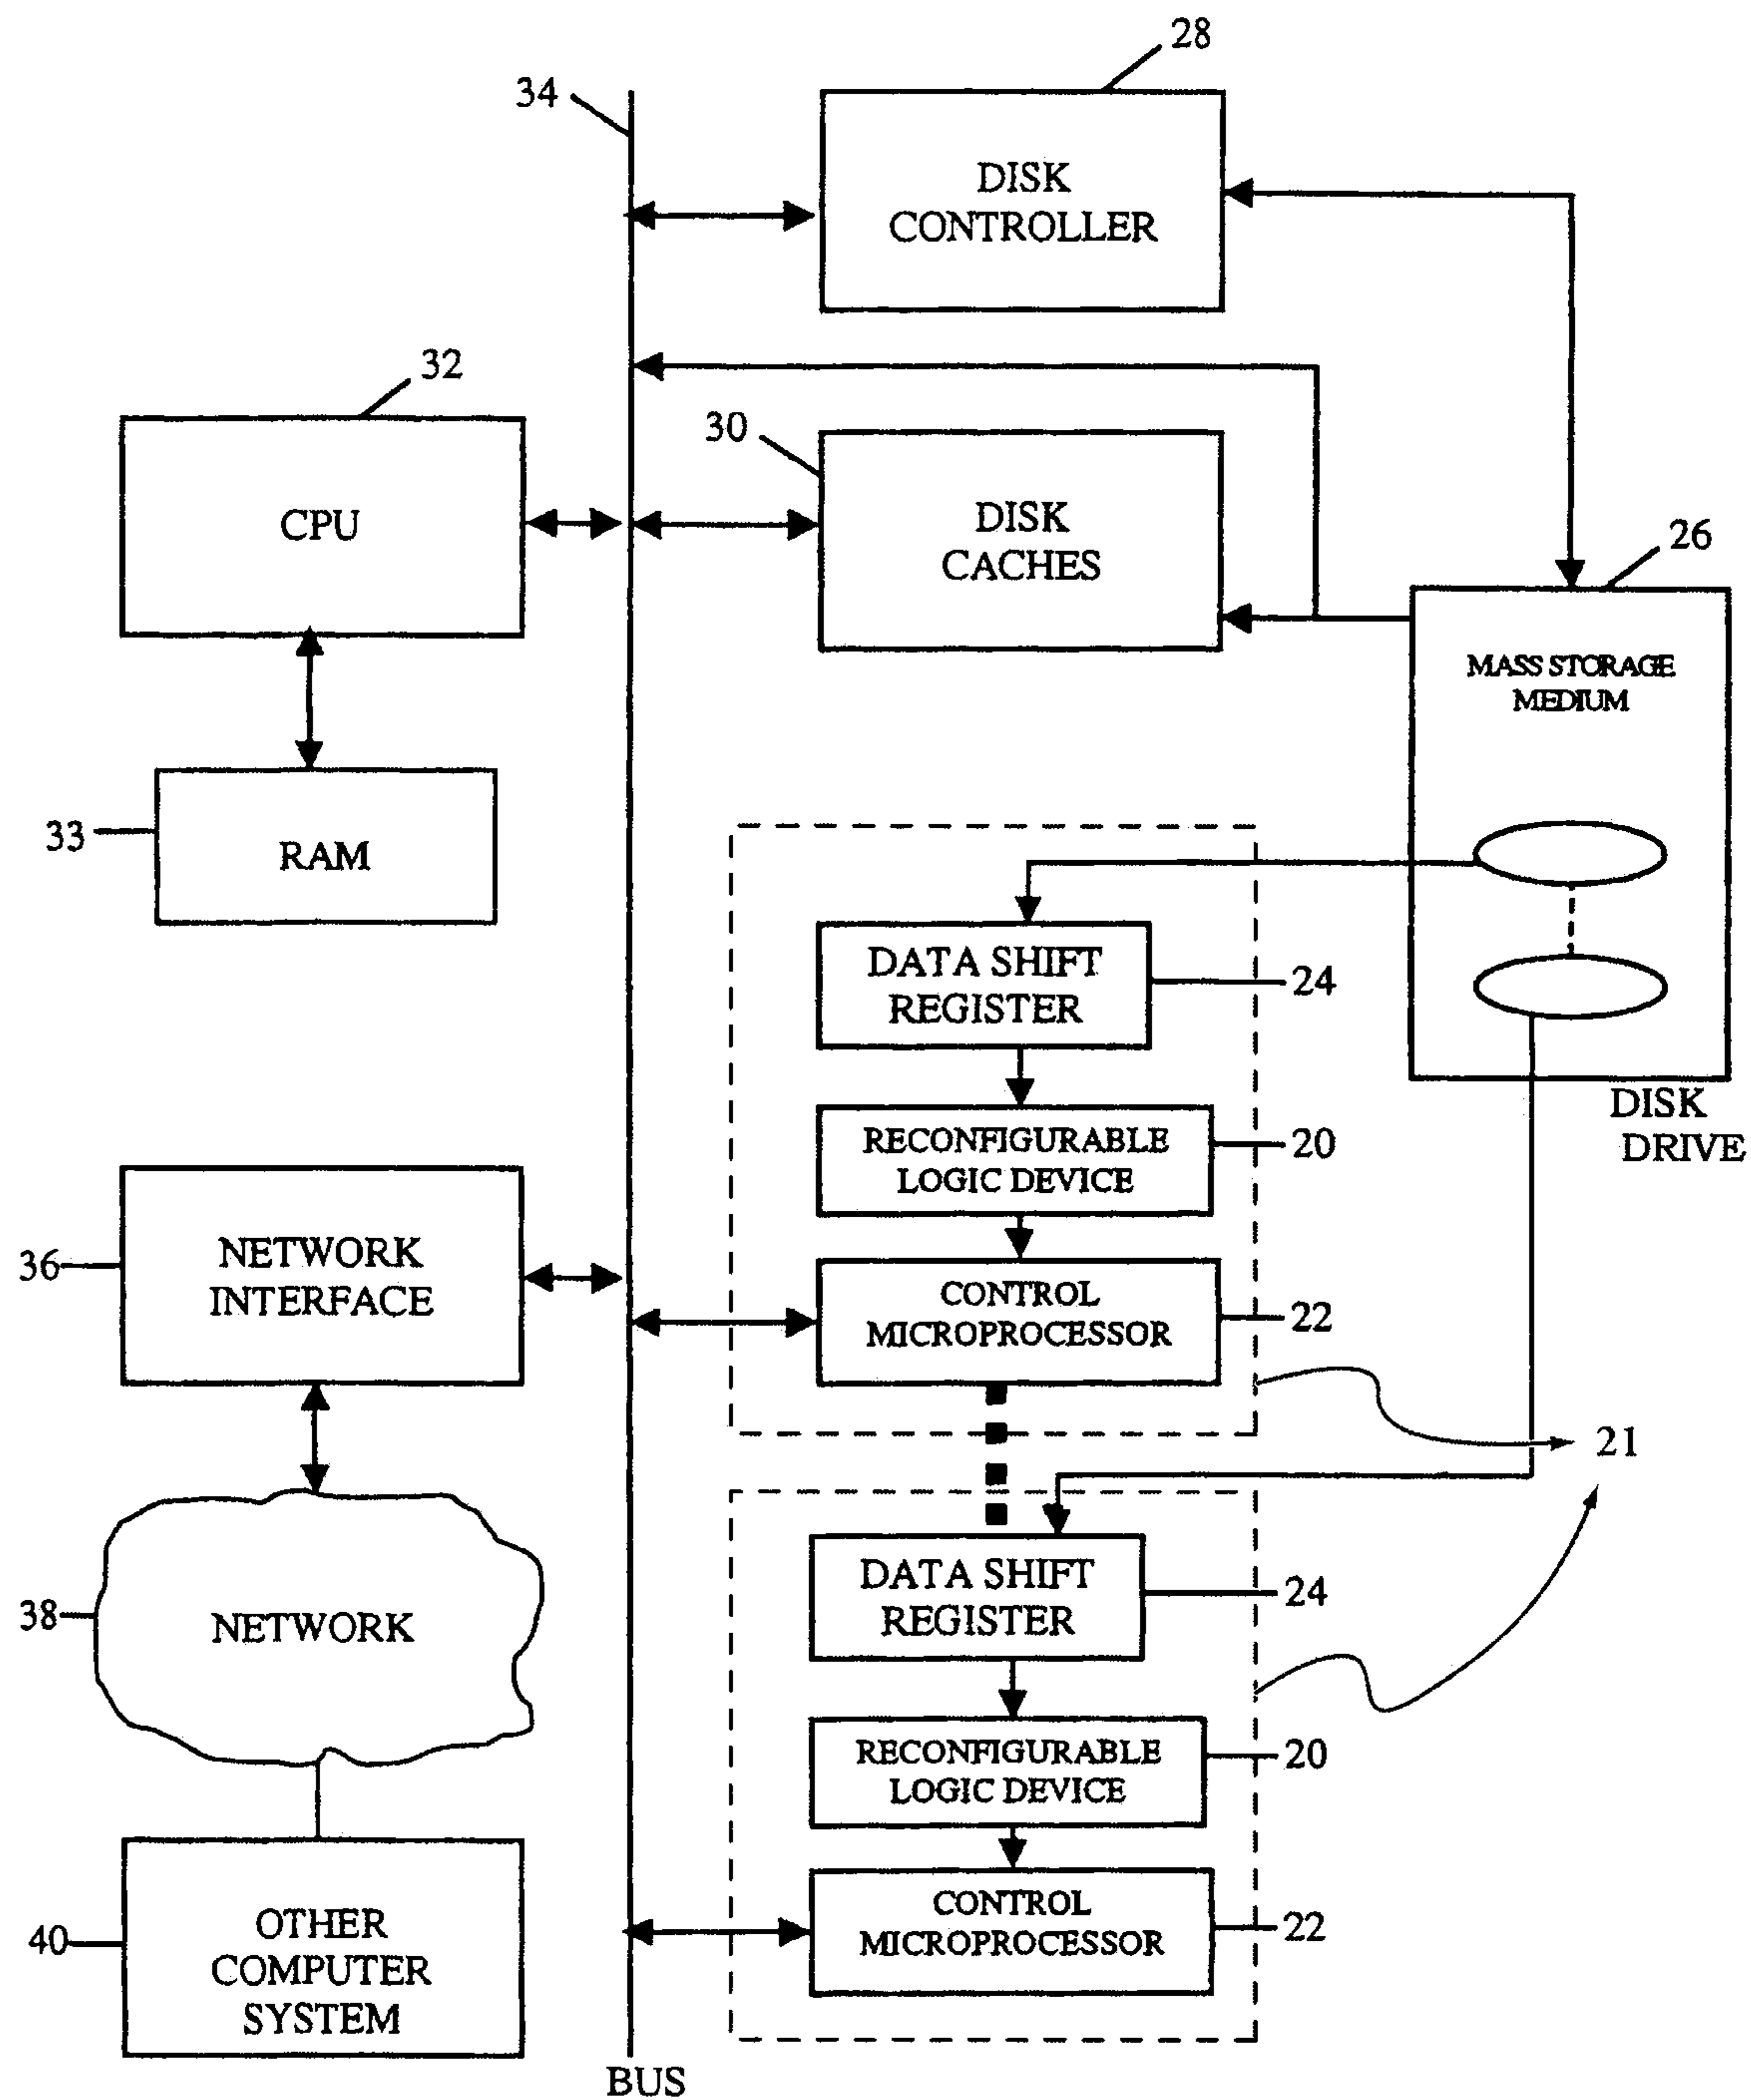 28
34
DISK
CONTROLLER
32
30
CPU
DISK
CACHES
26
MASS STORAGE
MEDIUM
33
RAM
DATA SHIFT
REGISTER
24
DISK
DRIVE
RECONFIGURABLE
LOGIC DEVICE
20
36
NETWORK
INTERFACE
CONTROL
MICROPROCESSOR
22
21
DATA SHIFT
REGISTER
24
38
NETWORK
RECONFIGURABLE
LOGIC DEVICE
20
CONTROL
MICROPROCESSOR
22
40
OTHER
COMPUTER
SYSTEM
BUS